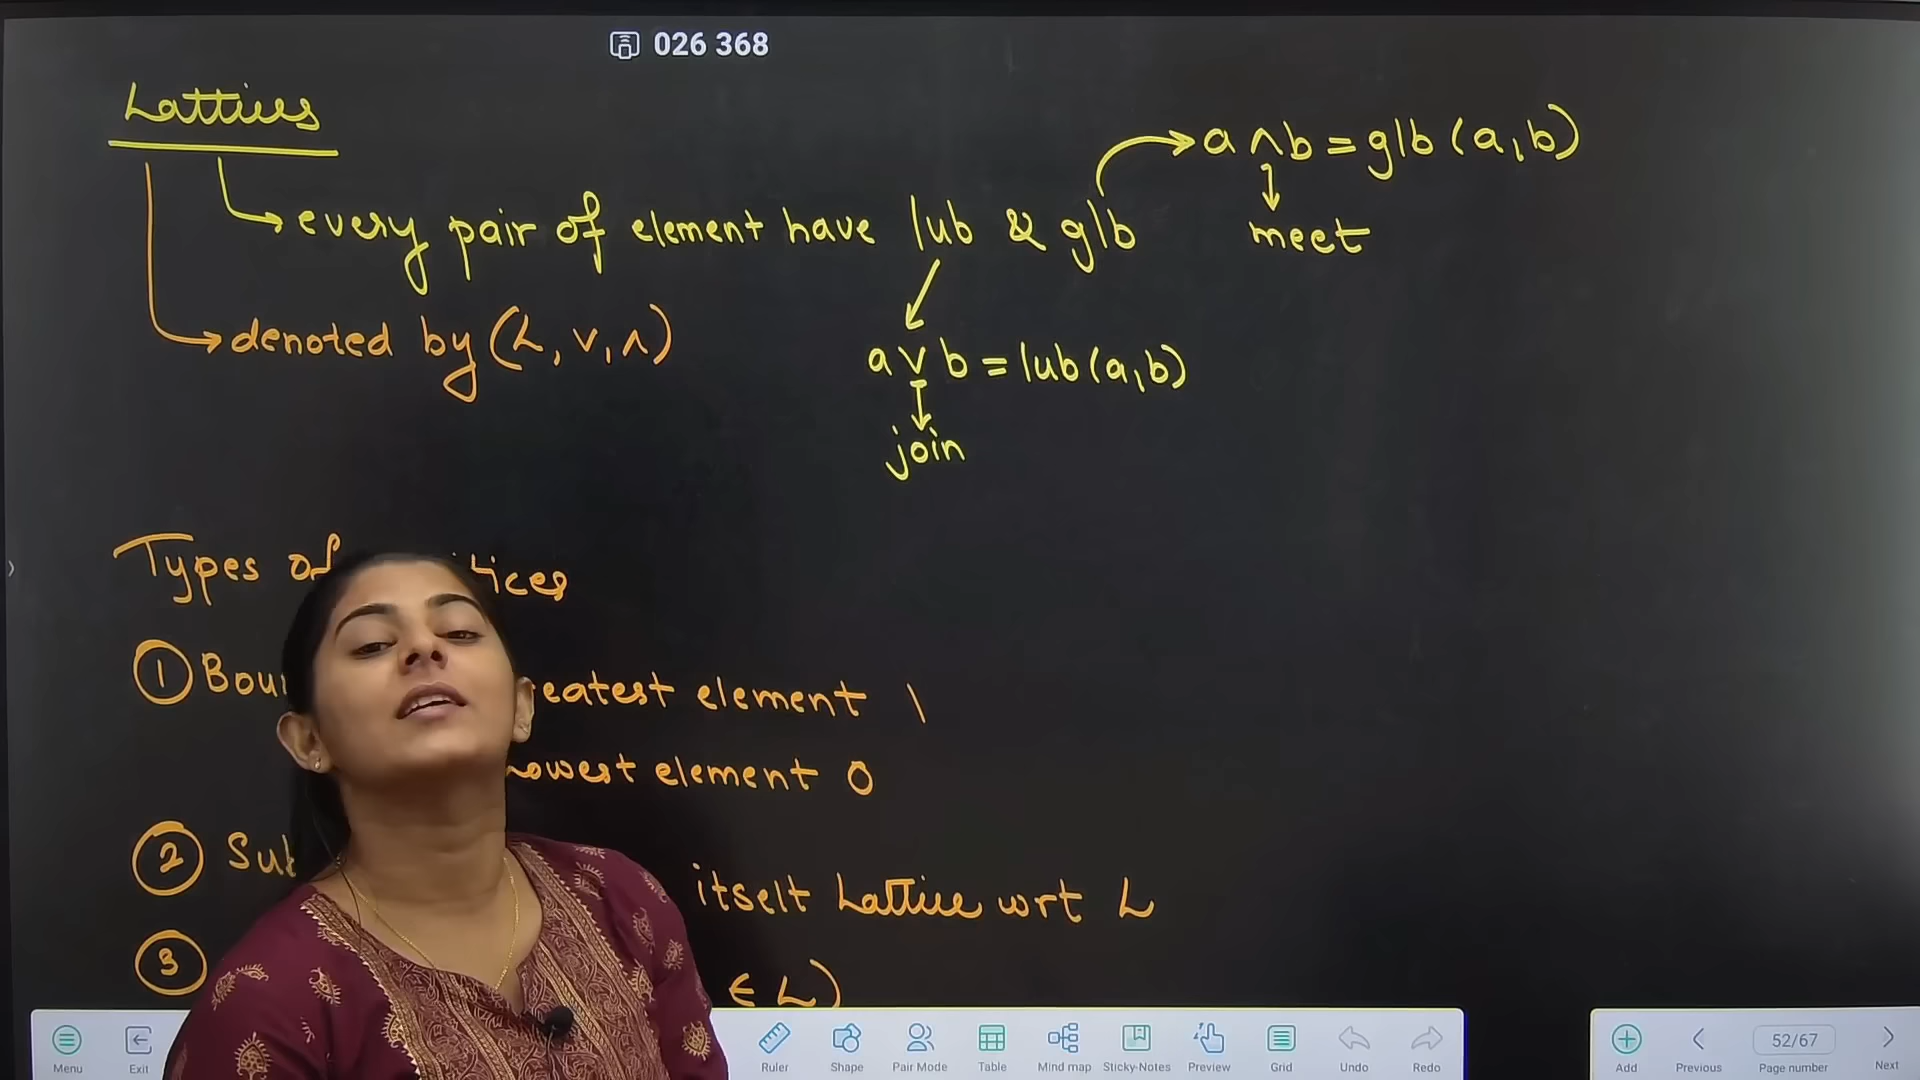 026 368
Lattices
a ∧ b = glb (a,b)
every pair of element have lub & glb
meet
denoted by (L, ∨, ∧)
a ∨ b = lub (a,b)
join
Types of
①
eatest element 1
owest element 0
②
itself Lattice wrt L
③
∈ L)
Menu
Exit
Ruler
Shape
Pair Mode
Table
Mind map
Sticky-Notes
Preview
Grid
Undo
Redo
Add
Previous
52/67
Page number
Next